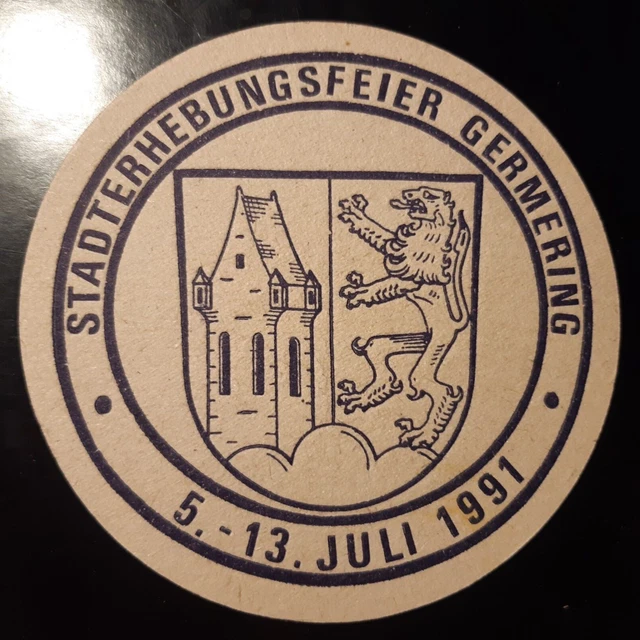 STADTERHEBUNGSFEIER GERMERING
5.-13. JULI 1991